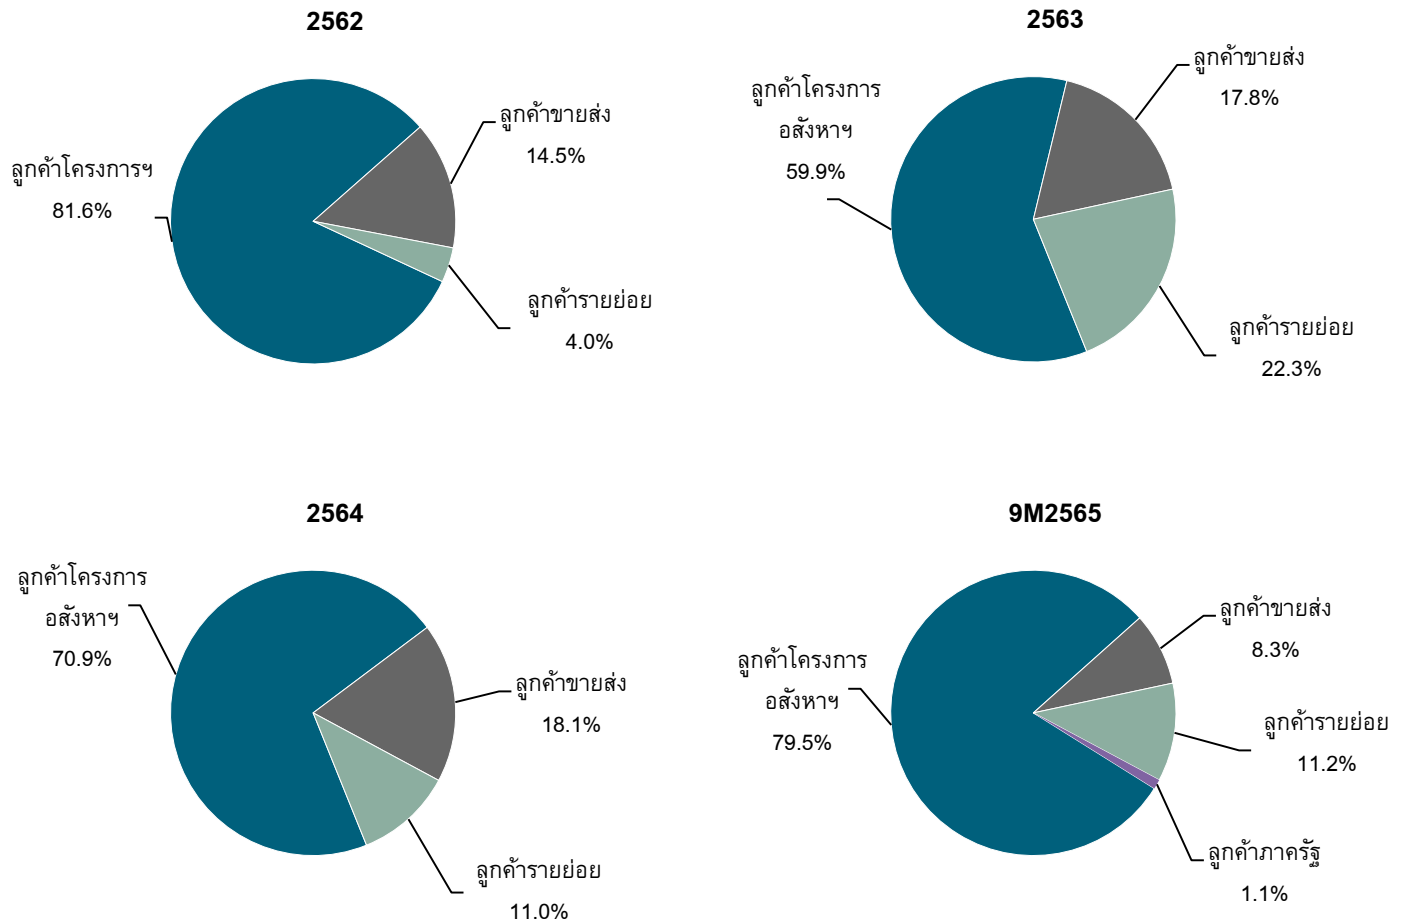 2562
ลูกค้าโครงการฯ
81.6%
ลูกค้าขายส่ง
14.5%
ลูกค้ารายย่อย
4.0%
2563
ลูกค้าโครงการ
อสังหาฯ
59.9%
ลูกค้าขายส่ง
17.8%
ลูกค้ารายย่อย
22.3%
2564
ลูกค้าโครงการ
อสังหาฯ
70.9%
ลูกค้าขายส่ง
18.1%
ลูกค้ารายย่อย
11.0%
9M2565
ลูกค้าโครงการ
อสังหาฯ
79.5%
ลูกค้าขายส่ง
8.3%
ลูกค้ารายย่อย
11.2%
ลูกค้าภาครัฐ
1.1%